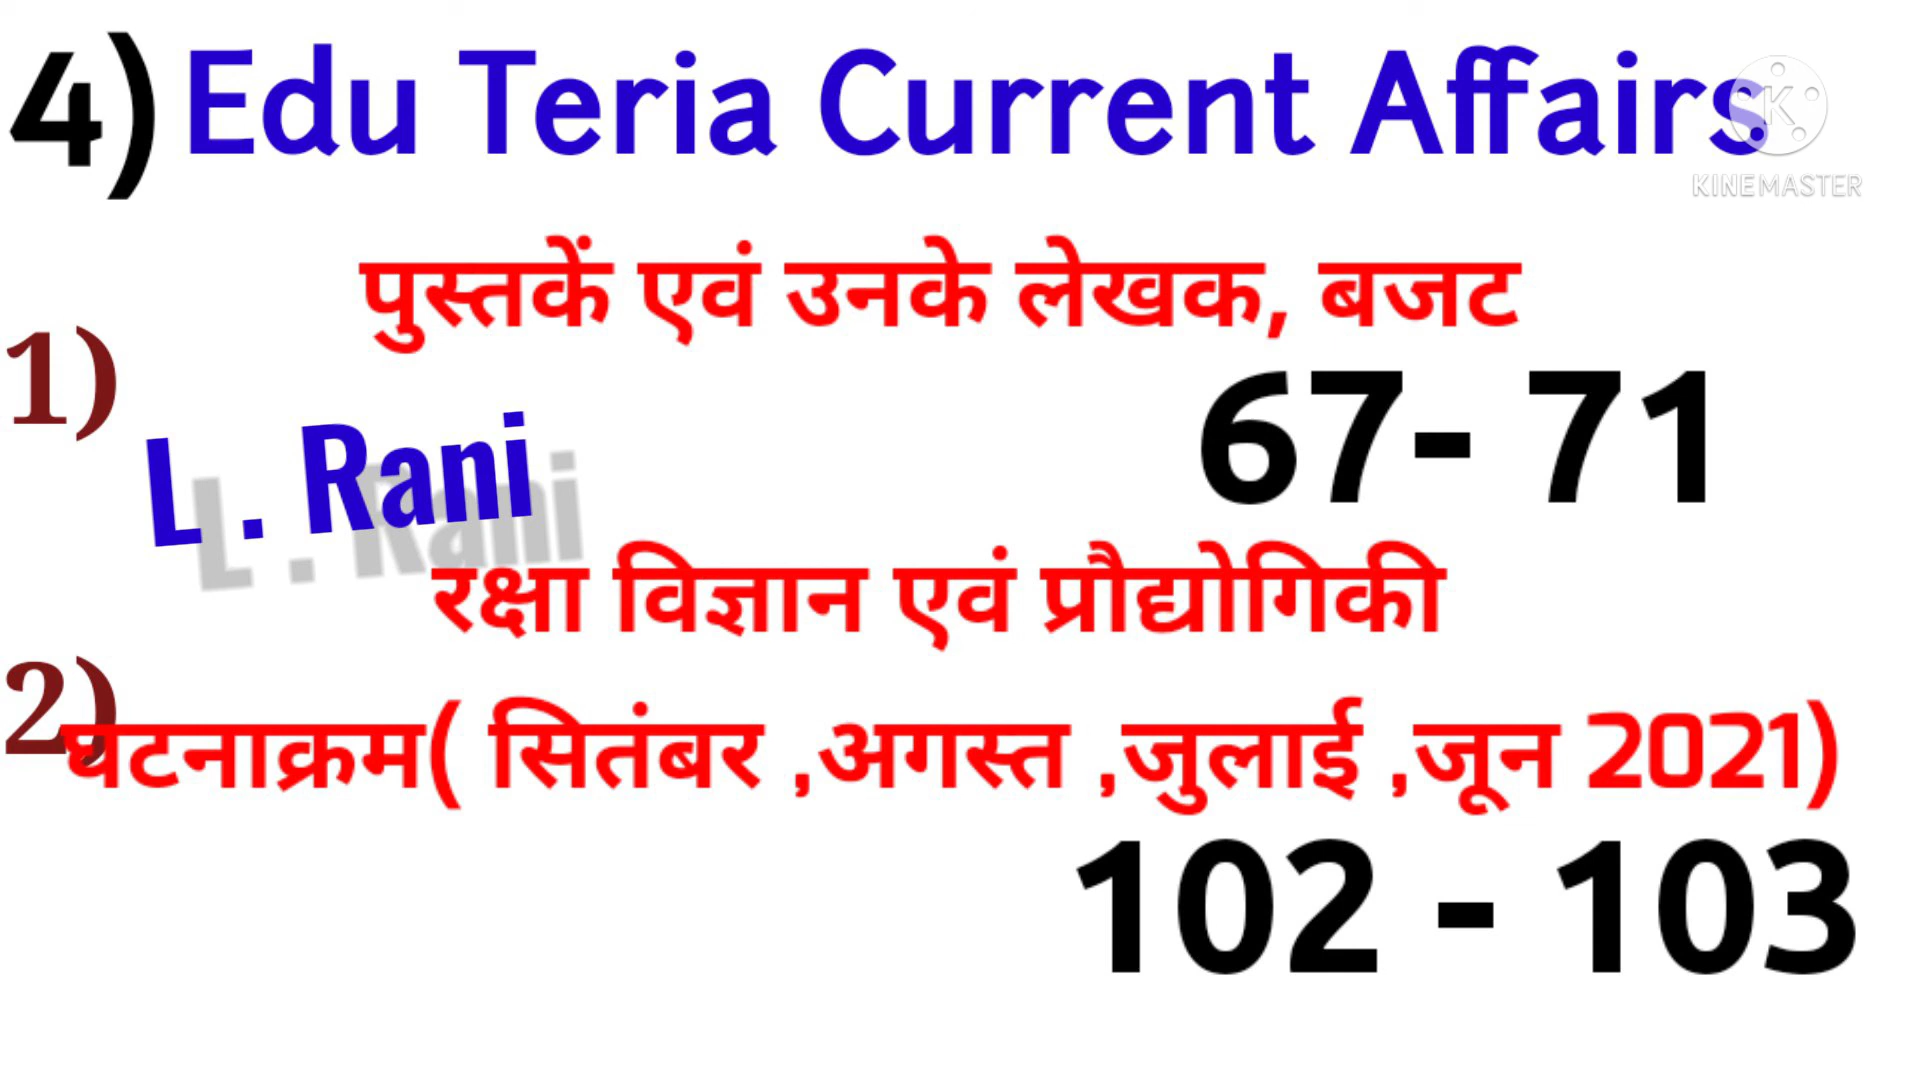 4) Edu Teria Current Affairs
KINEMASTER
पुस्तकें एवं उनके लेखक, बजट
1)
67- 71
L . Rani
रक्षा विज्ञान एवं प्रौद्योगिकी
2)
घटनाक्रम( सितंबर ,अगस्त ,जुलाई ,जून 2021)
102 - 103